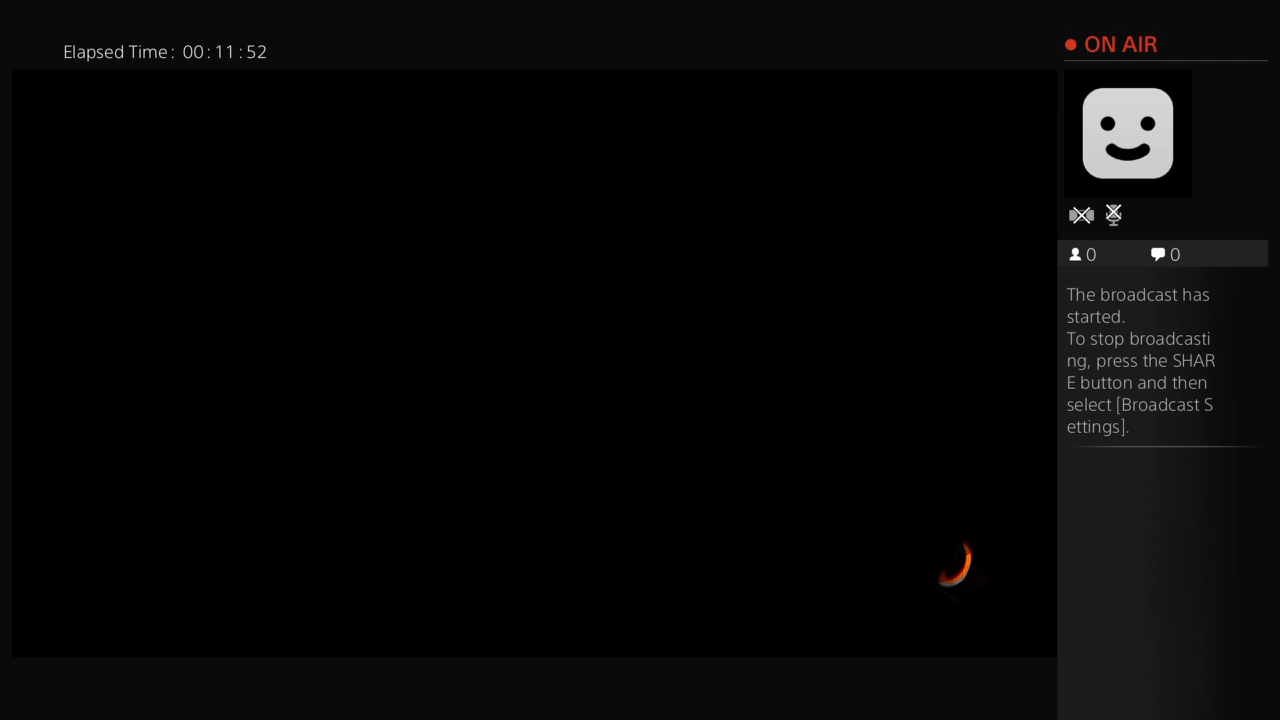 Elapsed Time: 00:11:52
ON AIR
0
0
The broadcast has
started.
To stop broadcasti
ng, press the SHAR
E button and then
select [Broadcast S
ettings].